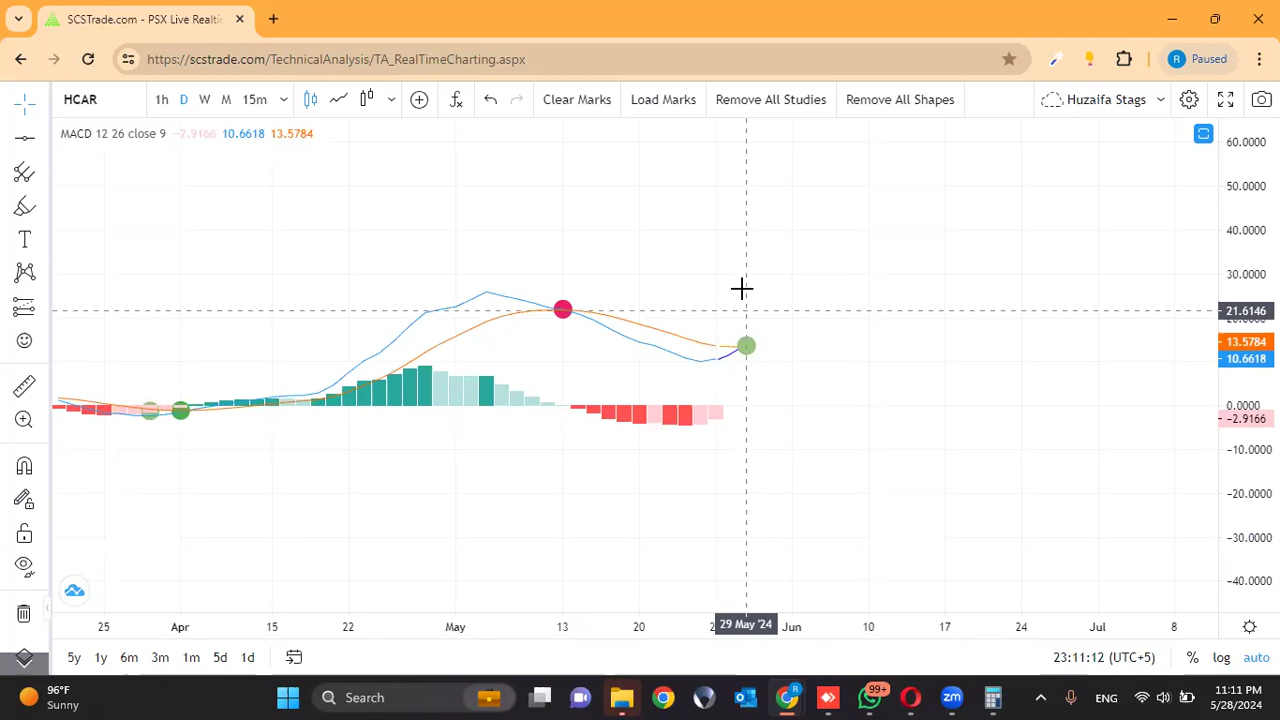 SCSTrade.com - PSX Live Realti
https://scstrade.com/TechnicalAnalysis/TA_RealTimeCharting.aspx
R Paused
HCAR
1h D W M 15m
Clear Marks
Load Marks
Remove All Studies
Remove All Shapes
Huzaifa Stags
MACD 12 26 close 9 −2.9166 10.6618 13.5784
60.0000
50.0000
40.0000
30.0000
21.6146
13.5784
10.6618
0.0000
−2.9166
−10.0000
−20.0000
−30.0000
−40.0000
25 Apr 15 22 May 13 20 29 May '24 Jun 10 17 24 Jul 8
5y 1y 6m 3m 1m 5d 1d
23:11:12 (UTC+5) % log auto
96°F
Sunny
Search
99+
R
zm
ENG
11:11 PM
5/28/2024